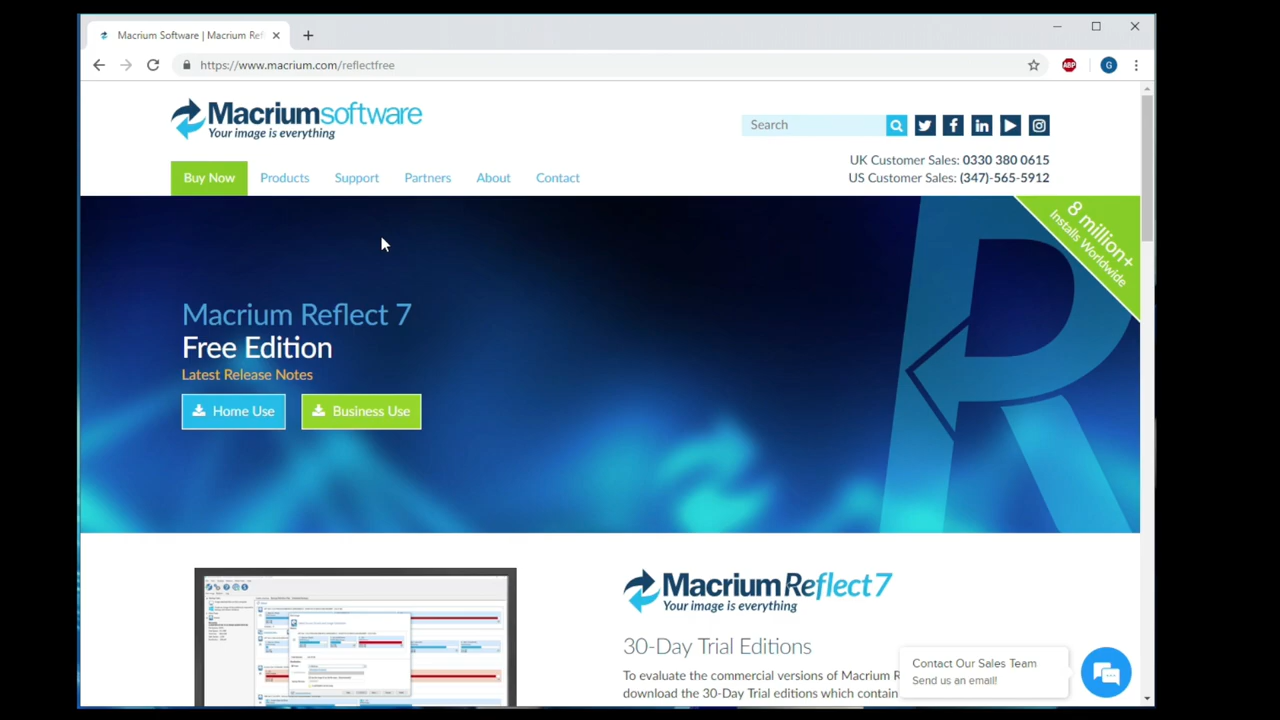 Macrium Software | Macrium Ref
https://www.macrium.com/reflectfree
ABP
G
Macriumsoftware
Your image is everything
Search
UK Customer Sales: 0330 380 0615
US Customer Sales: (347)-565-5912
Buy Now
Products
Support
Partners
About
Contact
8 million+
Installs Worldwide
Macrium Reflect 7
Free Edition
Latest Release Notes
Home Use
Business Use
MacriumReflect7
Your image is everything
30-Day Trial Editions
To evaluate the commercial versions of Macrium R
download the 30-Day Trial editions which contain
Contact Our Sales Team
Send us an email!